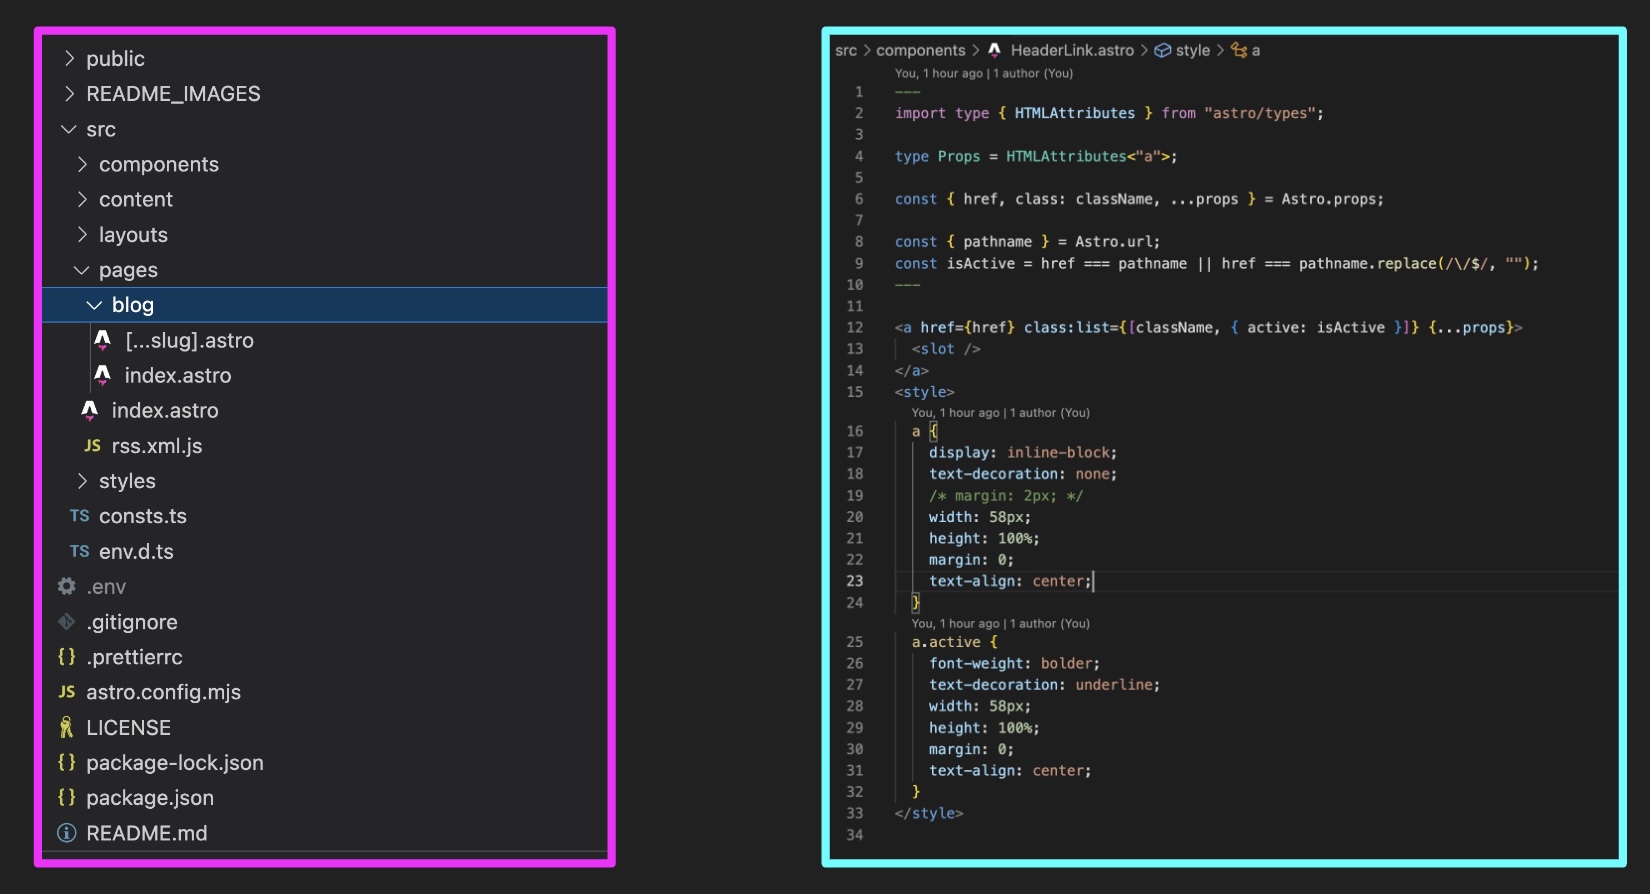 public
README_IMAGES
src
components
content
layouts
pages
blog
[...slug].astro
index.astro
index.astro
JS rss.xml.js
styles
TS consts.ts
TS env.d.ts
.env
.gitignore
{} .prettierrc
JS astro.config.mjs
LICENSE
{} package-lock.json
{} package.json
README.md
src > components > HeaderLink.astro > style > a
You, 1 hour ago | 1 author (You)
1 ---
2 import type { HTMLAttributes } from "astro/types";
3
4 type Props = HTMLAttributes<"a">;
5
6 const { href, class: className, ...props } = Astro.props;
7
8 const { pathname } = Astro.url;
9 const isActive = href === pathname || href === pathname.replace(/\/$/, "");
10 ---
11
12 <a href={href} class:list={[className, { active: isActive }]} {...props}>
13 <slot />
14 </a>
15 <style>
You, 1 hour ago | 1 author (You)
16 a {
17 display: inline-block;
18 text-decoration: none;
19 /* margin: 2px; */
20 width: 58px;
21 height: 100%;
22 margin: 0;
23 text-align: center;
24 }
You, 1 hour ago | 1 author (You)
25 a.active {
26 font-weight: bolder;
27 text-decoration: underline;
28 width: 58px;
29 height: 100%;
30 margin: 0;
31 text-align: center;
32 }
33 </style>
34